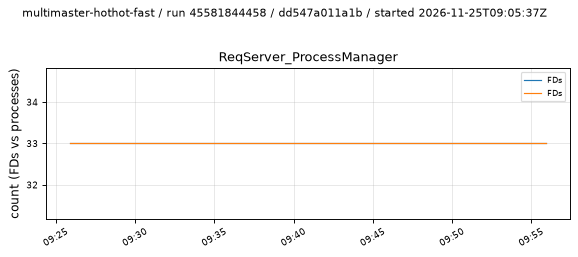 multimaster-hothot-fast / run 45581844458 / dd547a011a1b / started 2026-11-25T09:05:37Z
ReqServer_ProcessManager
FDs
FDs
count (FDs vs processes)
34
33
32
09:25
09:30
09:35
09:40
09:45
09:50
09:55